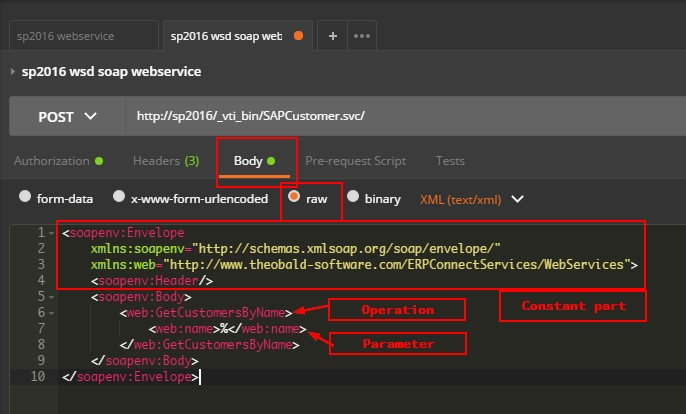 sp2016 webservice
sp2016 wsd soap web
+
•••
sp2016 wsd soap webservice
POST
http://sp2016/_vti_bin/SAPCustomer.svc/
Authorization
Headers (3)
Body
Pre-request Script
Tests
form-data
x-www-form-urlencoded
raw
binary
XML (text/xml)
1 <soapenv:Envelope
2 xmlns:soapenv="http://schemas.xmlsoap.org/soap/envelope/"
3 xmlns:web="http://www.theobald-software.com/ERPConnectServices/WebServices">
4 <soapenv:Header/>
5 <soapenv:Body>
6 <web:GetCustomersByName>
7 <web:name>%</web:name>
8 </web:GetCustomersByName>
9 </soapenv:Body>
10 </soapenv:Envelope>
Constant part
Operation
Parameter